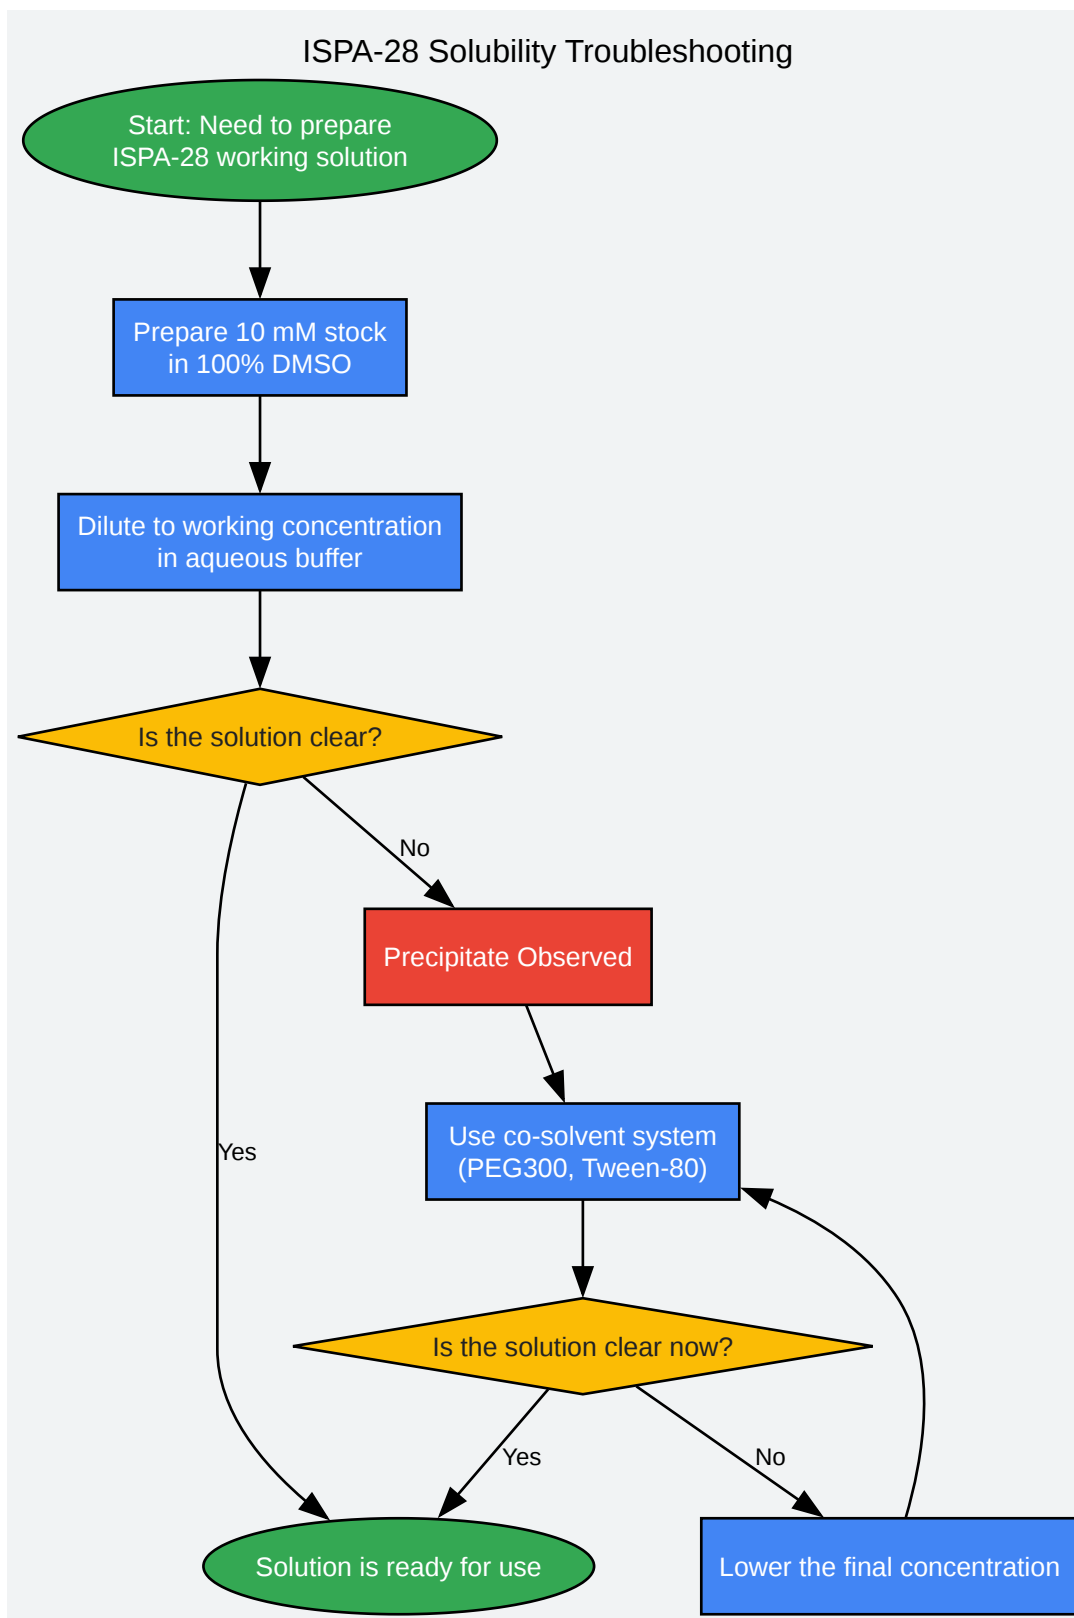 ISPA-28 Solubility Troubleshooting
Start: Need to prepare
ISPA-28 working solution
Prepare 10 mM stock
in 100% DMSO
Dilute to working concentration
in aqueous buffer
Is the solution clear?
No
Precipitate Observed
Yes
Use co-solvent system
(PEG300, Tween-80)
Is the solution clear now?
Yes
No
Solution is ready for use
Lower the final concentration